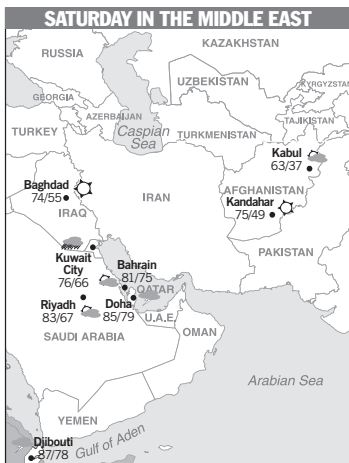 SATURDAY IN THE MIDDLE EAST
KAZAKHSTAN
RUSSIA
UZBEKISTAN
KYRGYZSTAN
GEORGIA
AZERBAIJAN
TAJIKISTAN
TURKEY
Caspian
Sea
TURKMENISTAN
Kabul
63/37
Baghdad
74/55
IRAQ
IRAN
AFGHANISTAN
Kandahar
75/49
PAKISTAN
Kuwait
City
76/66
Bahrain
81/75
QATAR
Riyadh
83/67
Doha
85/79
U.A.E.
SAUDI ARABIA
OMAN
Arabian Sea
YEMEN
Djibouti
87/78
Gulf of Aden